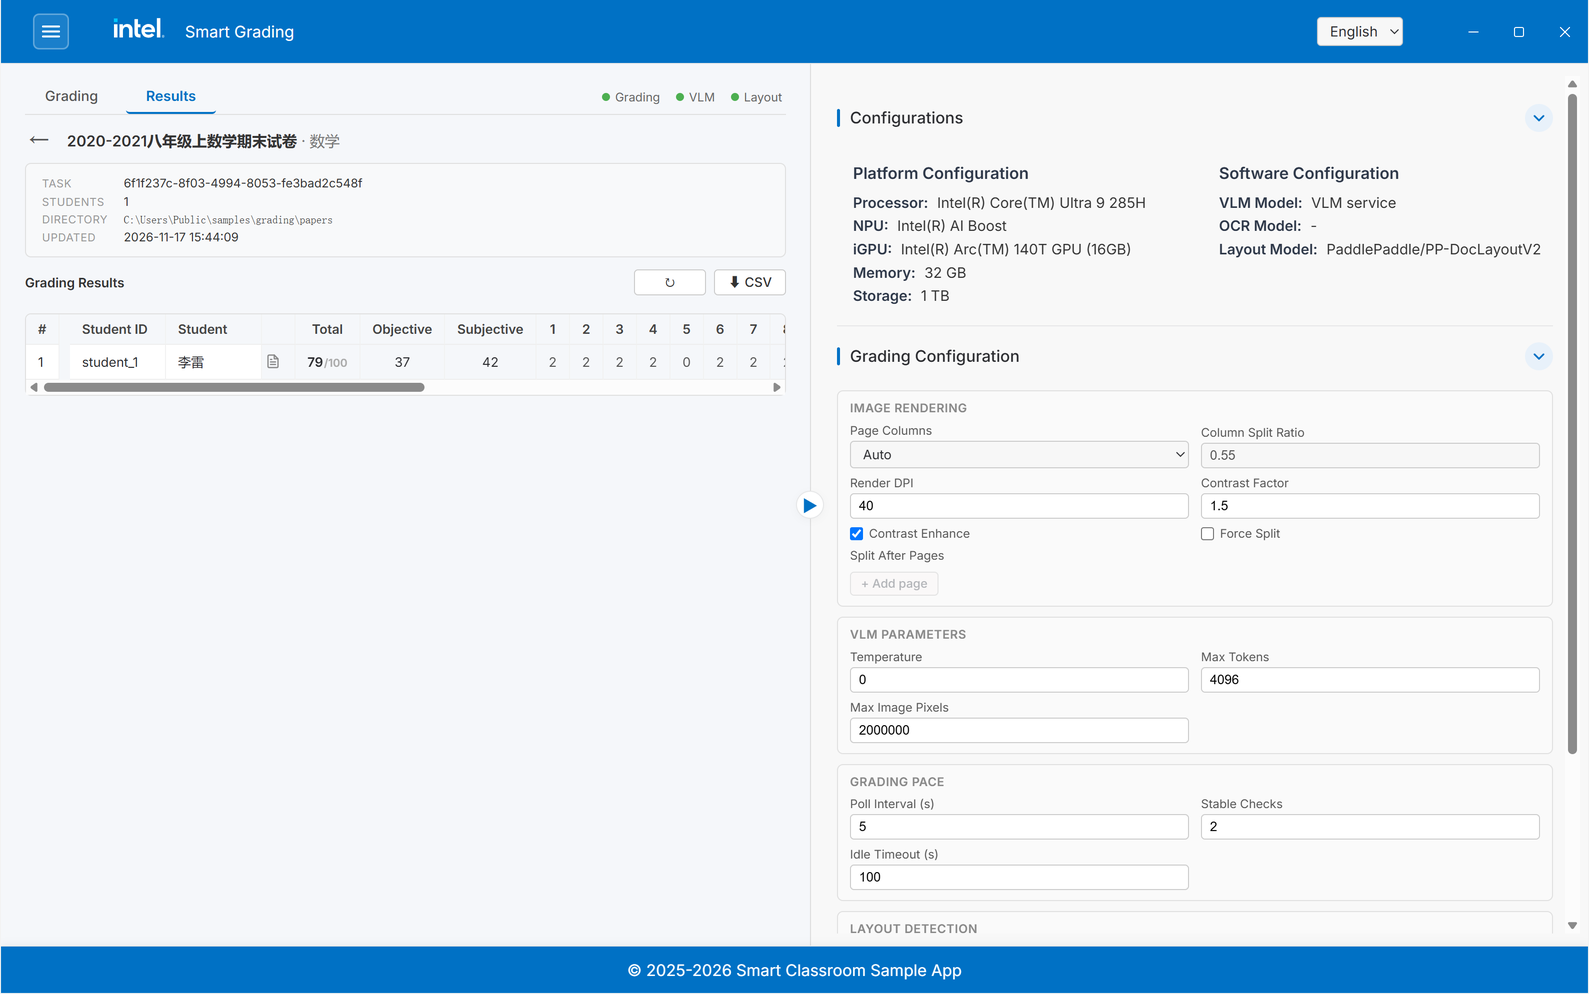 intel. Smart Grading English
Grading Results Grading VLM Layout
2020-2021八年级上数学期末试卷 · 数学
TASK 6f1f237c-8f03-4994-8053-fe3bad2c548f
STUDENTS 1
DIRECTORY C:\Users\Public\samples\grading\papers
UPDATED 2026-11-17 15:44:09
Grading Results CSV
# Student ID Student Total Objective Subjective 1 2 3 4 5 6 7
1 student_1 李雷 79/100 37 42 2 2 2 2 0 2 2
Configurations
Platform Configuration
Processor: Intel(R) Core(TM) Ultra 9 285H
NPU: Intel(R) AI Boost
iGPU: Intel(R) Arc(TM) 140T GPU (16GB)
Memory: 32 GB
Storage: 1 TB
Software Configuration
VLM Model: VLM service
OCR Model: -
Layout Model: PaddlePaddle/PP-DocLayoutV2
Grading Configuration
IMAGE RENDERING
Page Columns Column Split Ratio
Auto 0.55
Render DPI Contrast Factor
40 1.5
Contrast Enhance Force Split
Split After Pages
+ Add page
VLM PARAMETERS
Temperature Max Tokens
0 4096
Max Image Pixels
2000000
GRADING PACE
Poll Interval (s) Stable Checks
5 2
Idle Timeout (s)
100
LAYOUT DETECTION
© 2025-2026 Smart Classroom Sample App